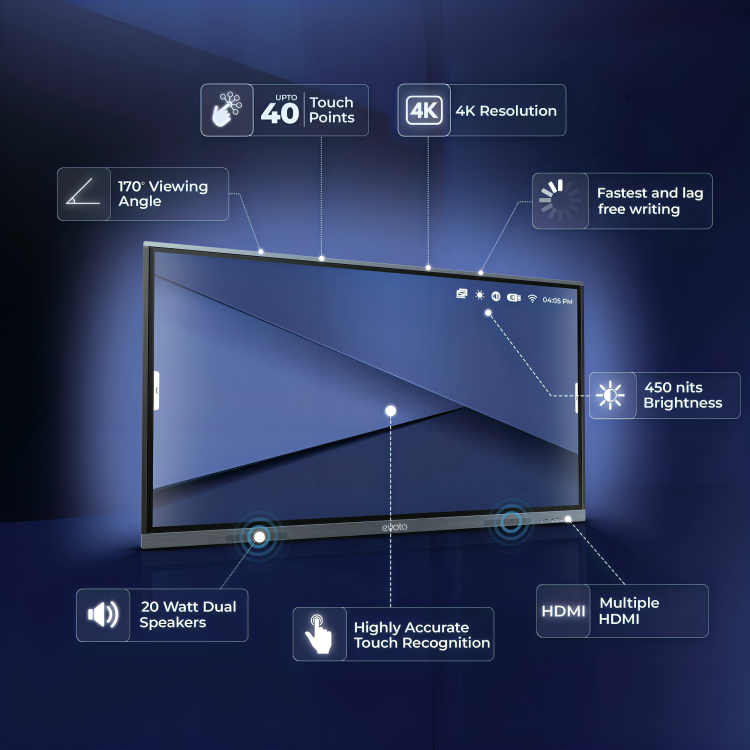 UPTO
40
Touch
Points
4K
4K Resolution
170° Viewing
Angle
Fastest and lag
free writing
04:05 PM
450 nits
Brightness
eyoto
20 Watt Dual
Speakers
Highly Accurate
Touch Recognition
HDMI
Multiple
HDMI